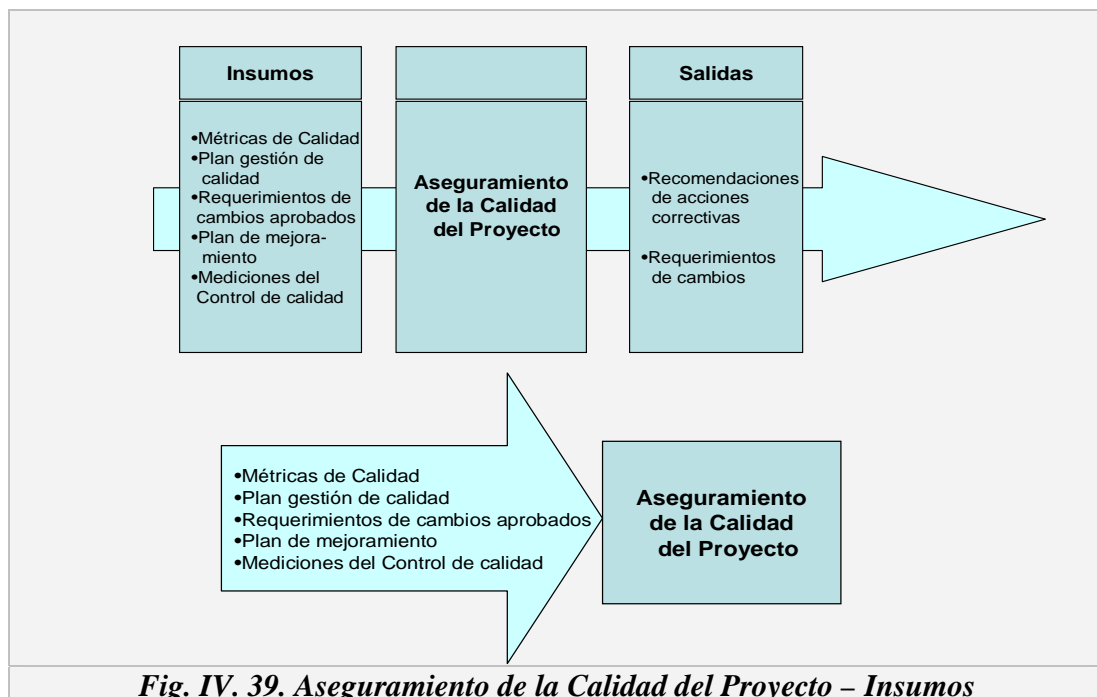 Insumos
•Métricas de Calidad
•Plan gestión de
calidad
•Requerimientos de
cambios aprobados
•Plan de mejora-
miento
•Mediciones del
Control de calidad
Aseguramiento
de la Calidad
del Proyecto
Salidas
•Recomendaciones
de acciones
correctivas
•Requerimientos
de cambios
•Métricas de Calidad
•Plan gestión de calidad
•Requerimientos de cambios aprobados
•Plan de mejoramiento
•Mediciones del Control de calidad
Aseguramiento
de la Calidad
del Proyecto
Fig. IV. 39. Aseguramiento de la Calidad del Proyecto – Insumos